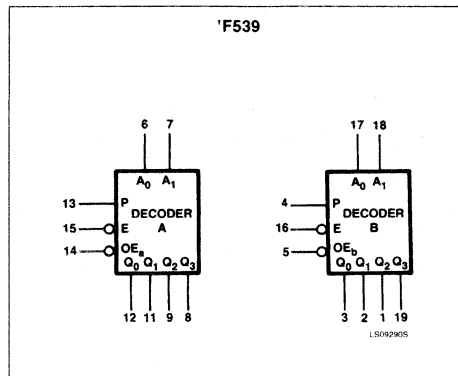 'F539
6 7
A0 A1
13 P
DECODER
15 E A
14 OEa
Q0 Q1 Q2 Q3
12 11 9 8
17 18
A0 A1
4 P
DECODER
16 E B
5 OEb
Q0 Q1 Q2 Q3
3 2 1 19
LS09290S